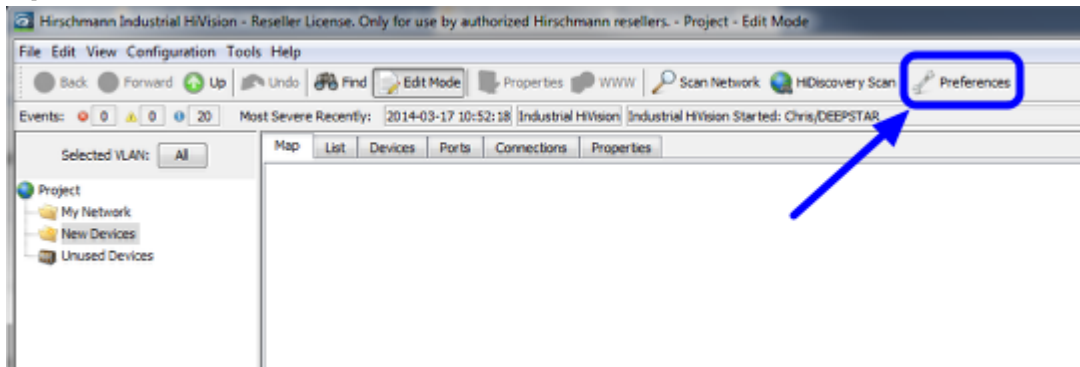 Hirschmann Industrial HiVision - Reseller License. Only for use by authorized Hirschmann resellers. - Project - Edit Mode
File Edit View Configuration Tools Help
Back Forward Up Undo Find Edit Mode Properties WWW Scan Network HiDiscovery Scan Preferences
Events: 0 0 20 Most Severe Recently: 2014-03-17 10:52:18 Industrial HiVision Industrial HiVision Started: Chris/DEEPSTAR
Selected VLAN: All Map List Devices Ports Connections Properties
Project
My Network
New Devices
Unused Devices